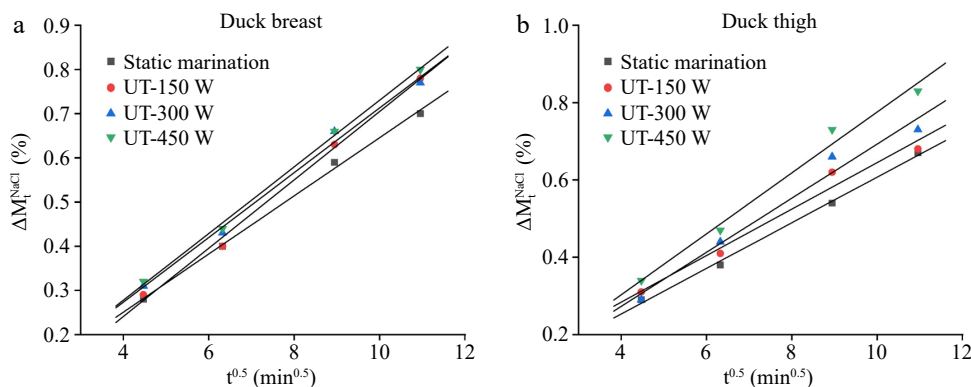 a
Duck breast
0.9
0.8
0.7
0.6
0.5
0.4
0.3
0.2
ΔM_t^NaCl (%)
Static marination
UT-150 W
UT-300 W
UT-450 W
4 6 8 10 12
t^0.5 (min^0.5)
b
Duck thigh
1.0
0.8
0.6
0.4
0.2
ΔM_t^NaCl (%)
Static marination
UT-150 W
UT-300 W
UT-450 W
4 6 8 10 12
t^0.5 (min^0.5)